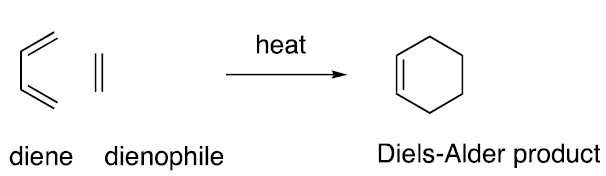 heat
diene
dienophile
Diels-Alder product